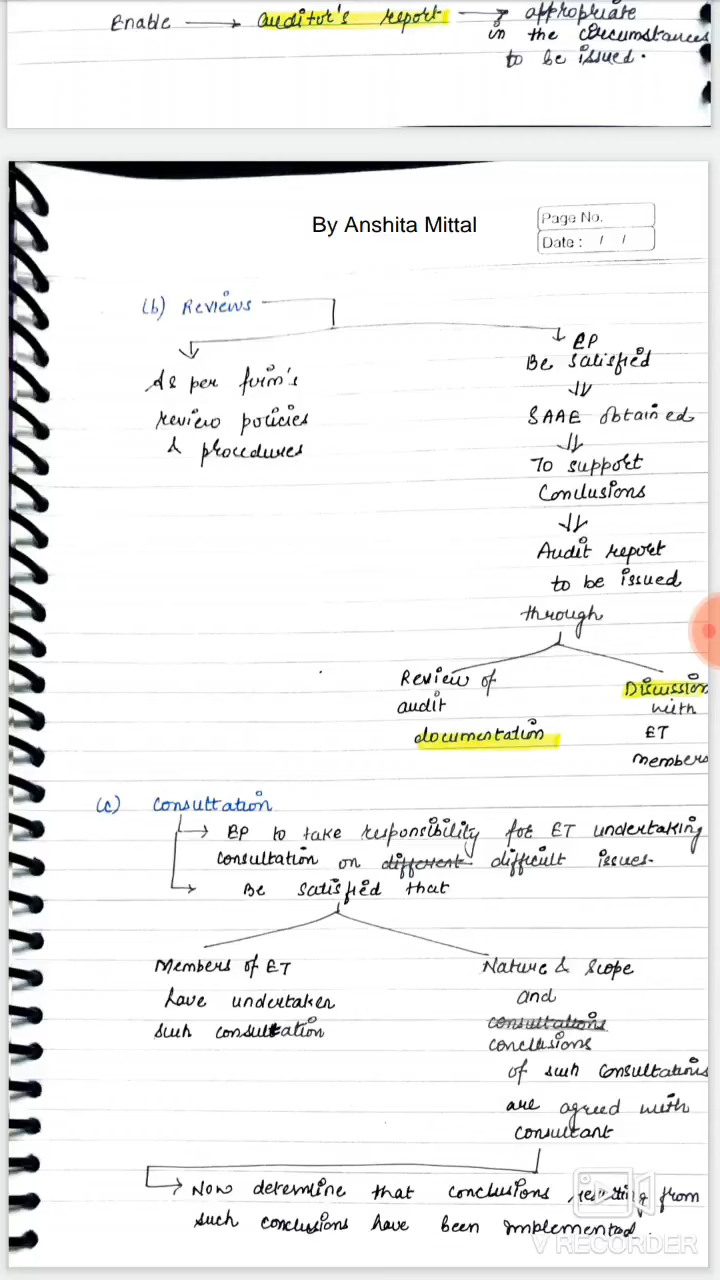 Enable → auditor's report → appropriate
in the circumstances
to be issued.
By Anshita Mittal
Page No.
Date : / /
(b) Reviews
As per firm's
review policies
& procedures
EP
Be satisfied
SAAE obtained
To support
Conclusions
Audit report
to be issued
through
Review of
audit
documentation
Discussion
with
ET
members
(c) Consultation
→ EP to take responsibility for ET undertaking
consultation on different difficult issues.
→ Be satisfied that
Members of ET
have undertaken
such consultation
Nature & scope
and
consultations
conclusions
of such consultations
are agreed with
consultant
→ Now determine that conclusions resulting from
such conclusions have been implemented.
V RECORDER